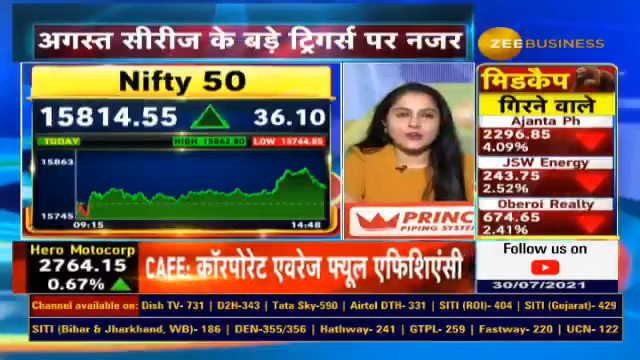 अगस्त सीरीज के बड़े ट्रिगर्स पर नजर
ZEE BUSINESS
Nifty 50
15814.55 36.10
TODAY HIGH 15862.80 LOW 15744.85
15863
15745
09:15 14:48
PRINC
PIPING SYSTEM
मिडकैप
गिरने वाले
Ajanta Ph
2296.85
4.09%
JSW Energy
243.75
2.52%
Oberoi Realty
674.65
2.41%
Hero Motocorp
2764.15
0.67%
CAFE: कॉरपोरेट एवरेज फ्यूल एफिशिएंसी
Follow us on
30/07/2021
Channel available on: Dish TV- 731 | D2H-343 | Tata Sky-590 | Airtel DTH- 331 | SITI (ROI)- 404 | SITI (Gujarat)- 429
SITI (Bihar & Jharkhand, WB)- 186 | DEN-355/356 | Hathway- 241 | GTPL- 259 | Fastway- 220 | UCN- 122